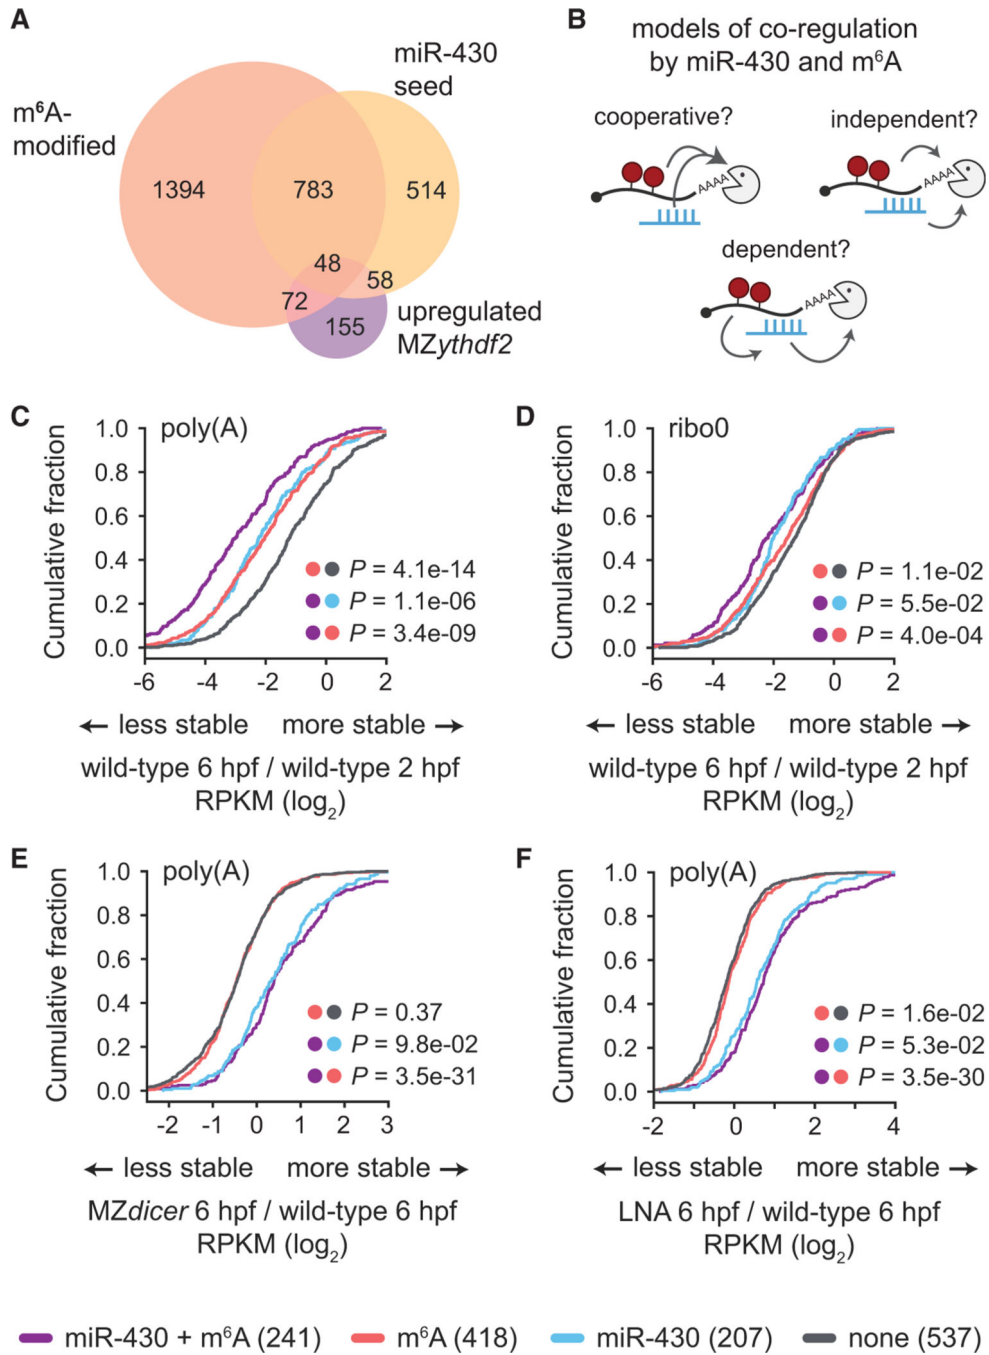 A
m⁶A-
modified
miR-430
seed
1394
783
514
48
72
58
155
upregulated
MZythdf2
B
models of co-regulation
by miR-430 and m⁶A
cooperative?
AAAA
independent?
AAAA
dependent?
AAAA
C
poly(A)
Cumulative fraction
1.0
0.8
0.6
0.4
0.2
0.0
P = 4.1e-14
P = 1.1e-06
P = 3.4e-09
-6 -4 -2 0 2
← less stable more stable →
wild-type 6 hpf / wild-type 2 hpf
RPKM (log₂)
D
ribo0
Cumulative fraction
1.0
0.8
0.6
0.4
0.2
0.0
P = 1.1e-02
P = 5.5e-02
P = 4.0e-04
-6 -4 -2 0 2
← less stable more stable →
wild-type 6 hpf / wild-type 2 hpf
RPKM (log₂)
E
poly(A)
Cumulative fraction
1.0
0.8
0.6
0.4
0.2
0.0
P = 0.37
P = 9.8e-02
P = 3.5e-31
-2 -1 0 1 2 3
← less stable more stable →
MZdicer 6 hpf / wild-type 6 hpf
RPKM (log₂)
F
poly(A)
Cumulative fraction
1.0
0.8
0.6
0.4
0.2
0.0
P = 1.6e-02
P = 5.3e-02
P = 3.5e-30
-2 0 2 4
← less stable more stable →
LNA 6 hpf / wild-type 6 hpf
RPKM (log₂)
miR-430 + m⁶A (241) m⁶A (418) miR-430 (207) none (537)